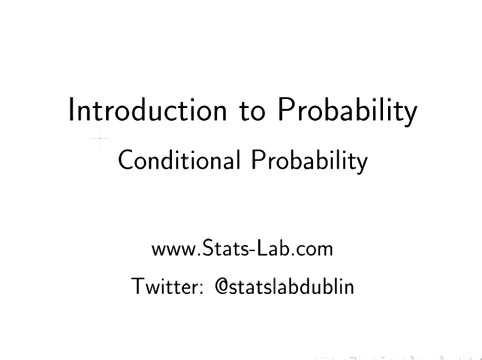 Introduction to Probability
Conditional Probability
www.Stats-Lab.com
Twitter: @statslabdublin